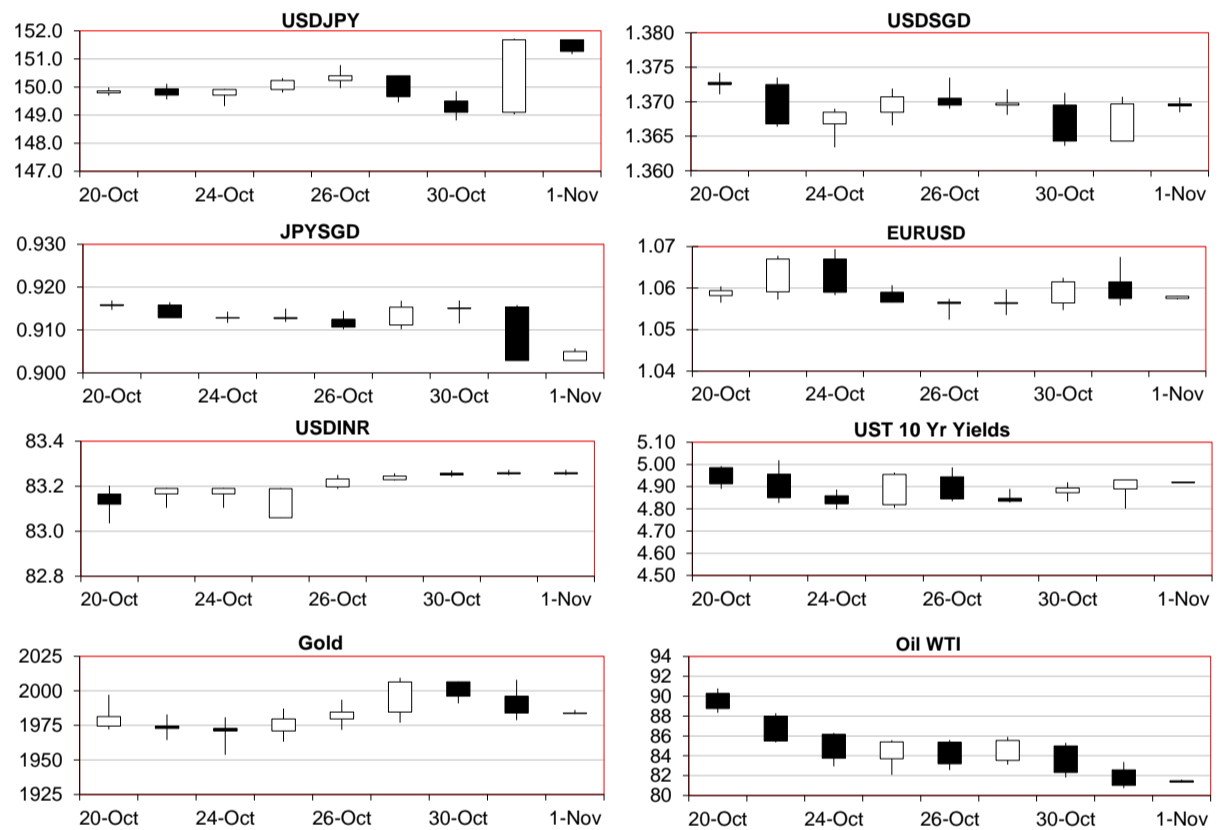 USDJPY
152.0
151.0
150.0
149.0
148.0
147.0
20-Oct 24-Oct 26-Oct 30-Oct 1-Nov
USDSGD
1.380
1.375
1.370
1.365
1.360
20-Oct 24-Oct 26-Oct 30-Oct 1-Nov
JPYSGD
0.930
0.920
0.910
0.900
20-Oct 24-Oct 26-Oct 30-Oct 1-Nov
EURUSD
1.07
1.06
1.05
1.04
20-Oct 24-Oct 26-Oct 30-Oct 1-Nov
USDINR
83.4
83.2
83.0
82.8
20-Oct 24-Oct 26-Oct 30-Oct 1-Nov
UST 10 Yr Yields
5.10
5.00
4.90
4.80
4.70
4.60
4.50
20-Oct 24-Oct 26-Oct 30-Oct 1-Nov
Gold
2025
2000
1975
1950
1925
20-Oct 24-Oct 26-Oct 30-Oct 1-Nov
Oil WTI
94
92
90
88
86
84
82
80
20-Oct 24-Oct 26-Oct 30-Oct 1-Nov